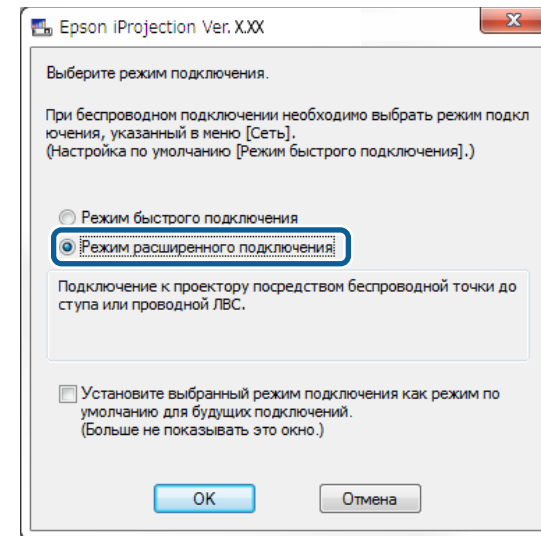 Epson iProjection Ver. X.XX
Выберите режим подключения.
При беспроводном подключении необходимо выбрать режим подкл
ючения, указанный в меню [Сеть].
(Настройка по умолчанию [Режим быстрого подключения].)
Режим быстрого подключения
Режим расширенного подключения
Подключение к проектору посредством беспроводной точки до
ступа или проводной ЛВС.
Установите выбранный режим подключения как режим по
умолчанию для будущих подключений.
(Больше не показывать это окно.)
OK Отмена